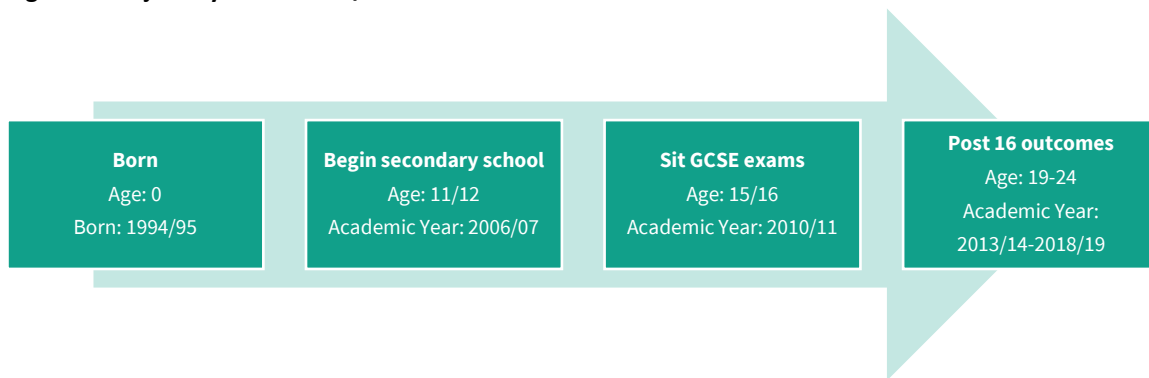 Born
Age: 0
Born: 1994/95
Begin secondary school
Age: 11/12
Academic Year: 2006/07
Sit GCSE exams
Age: 15/16
Academic Year: 2010/11
Post 16 outcomes
Age: 19-24
Academic Year:
2013/14-2018/19